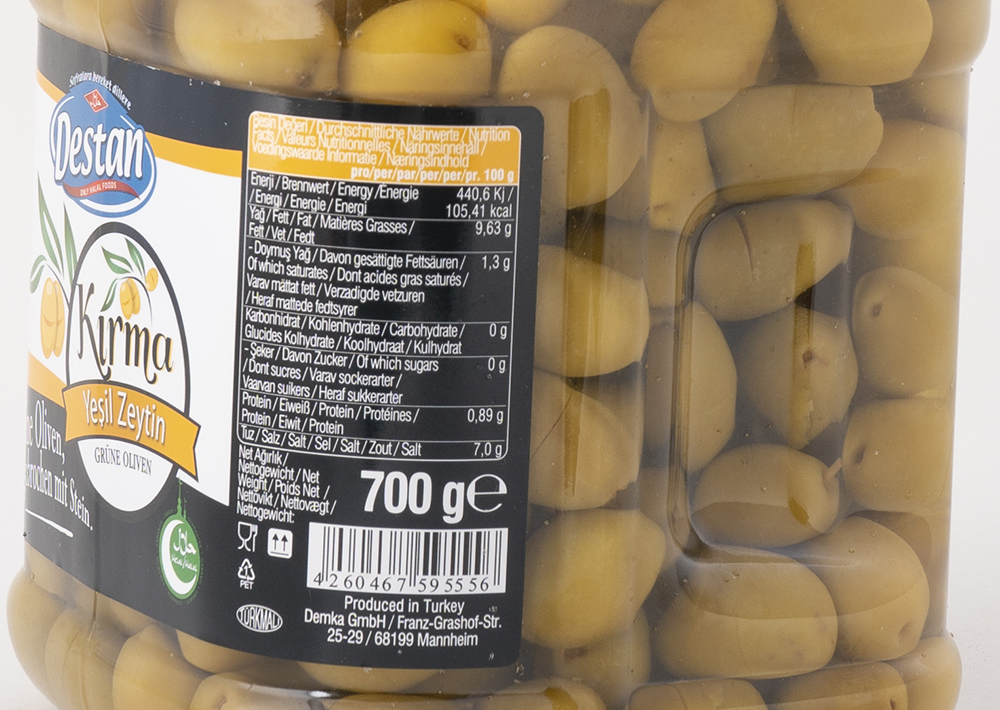 Sofralara bereket dillere
Destan
ONLY HALAL FOODS
Kırma
Yeşil Zeytin
GRÜNE OLIVEN
Oliven,
mit Stein.
حلال
Besin Değeri / Durchschnittliche Nährwerte / Nutrition
Facts / Valeurs Nutritionnelles / Näringsinnehåll /
Voedingswaarde Informatie / Næringsindhold
pro/per/par/per/per/pr. 100 g
Enerji / Brennwert / Energy / Energie 440,6 Kj /
/ Energi / Energie / Energi 105,41 kcal
Yağ / Fett / Fat / Matières Grasses / 9,63 g
Fett / Vet / Fedt
- Doymuş Yağ / Davon gesättigte Fettsäuren / 1,3 g
Of which saturates / Dont acides gras saturés /
Varav mättat fett / Verzadigde vetzuren
/ Heraf mattede fedtsyrer
Karbonhidrat / Kohlenhydrate / Carbohydrate / 0 g
Glucides Kolhydrate / Koolhydraat / Kulhydrat
- Şeker / Davon Zucker / Of which sugars 0 g
/ Dont sucres / Varav sockerarter /
Vaarvan suikers / Heraf sukkerarter
Protein / Eiweiß / Protein / Protéines / 0,89 g
Protein / Eiwit / Protein
Tuz / Salz / Salt / Sel / Salt / Zout / Salt 7,0 g
Net Ağırlık /
Nettogewicht / Net
Weight / Poids Net /
Nettovikt / Nettovægt /
Nettogewicht:
700 g e
PET
TÜRKMALI
4 260467 595556
Produced in Turkey
Demka GmbH / Franz-Grashof-Str.
25-29 / 68199 Mannheim